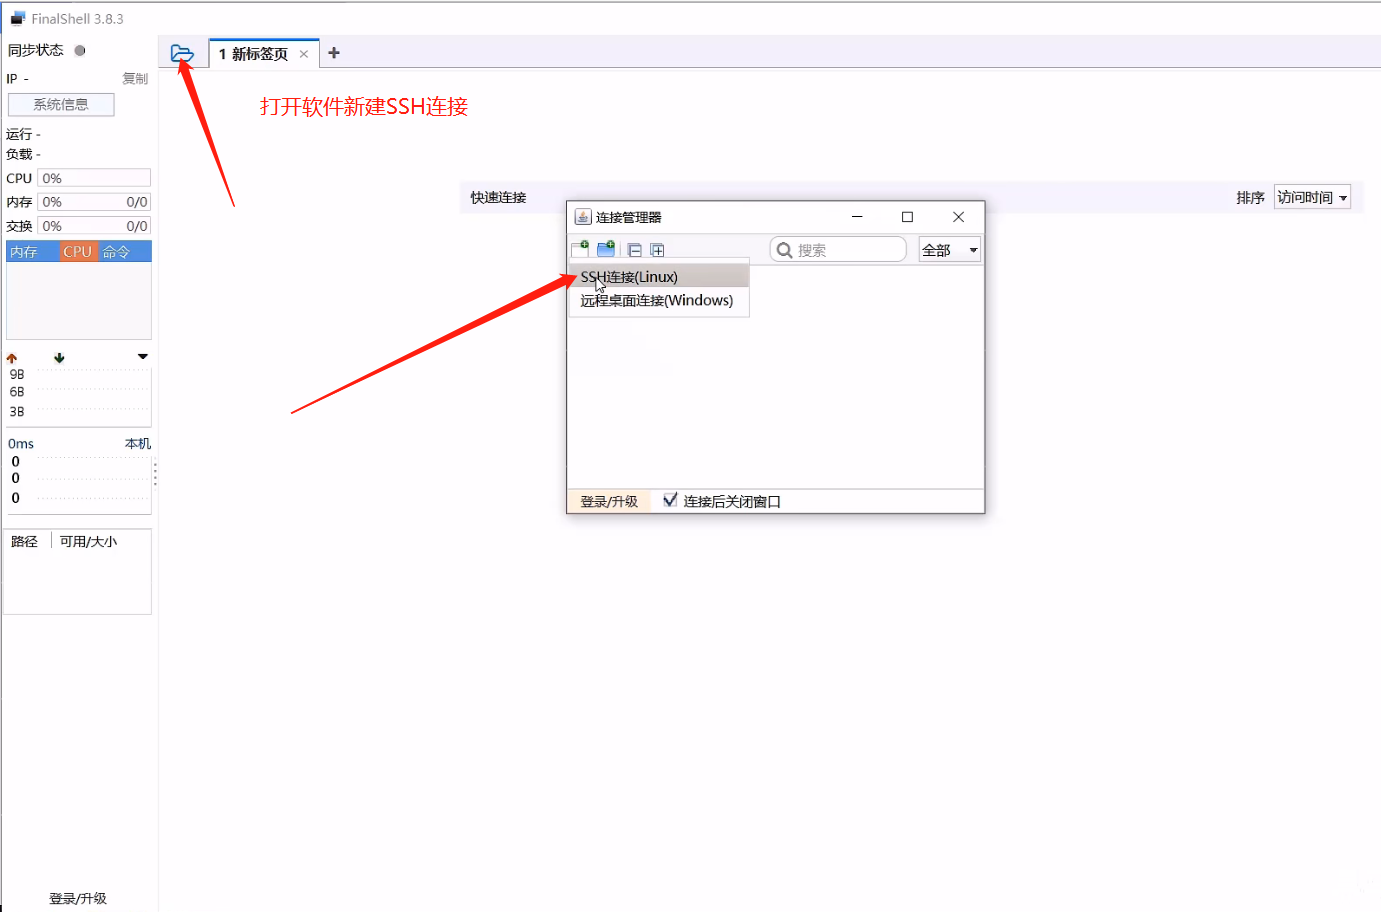 FinalShell 3.8.3
同步状态
1 新标签页
IP -
复制
打开软件新建SSH连接
系统信息
运行 -
负载 -
CPU 0%
内存 0% 0/0
交换 0% 0/0
内存 CPU 命令
9B
6B
3B
0ms 本机
0
0
0
路径 可用/大小
登录/升级
快速连接
排序 访问时间
连接管理器
搜索
全部
SSH连接(Linux)
远程桌面连接(Windows)
登录/升级 连接后关闭窗口